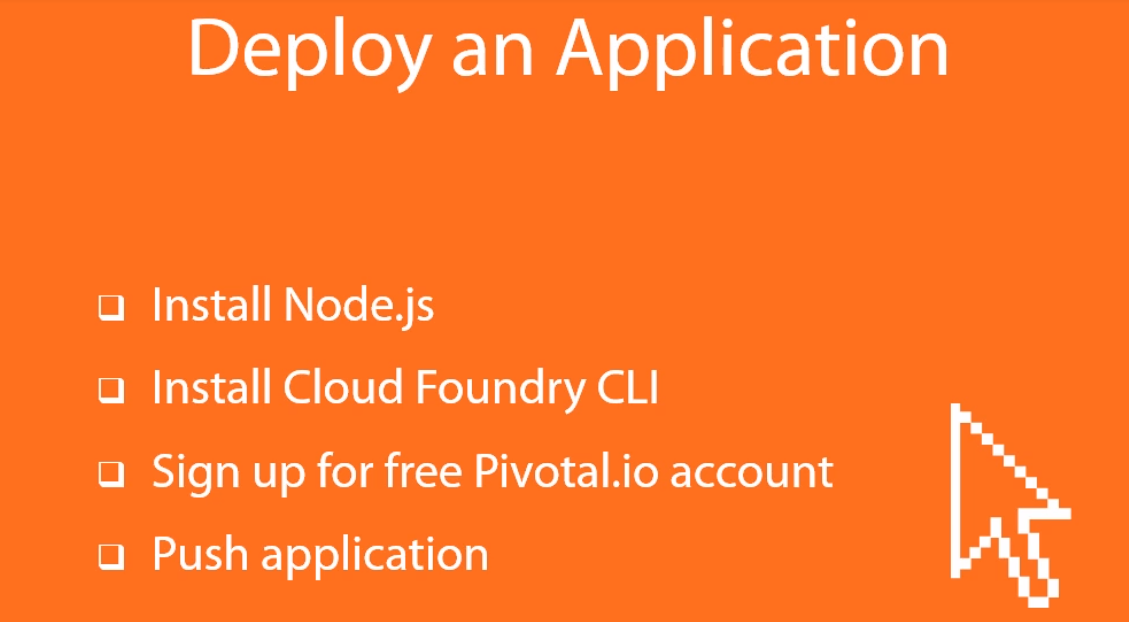 Deploy an Application
Install Node.js
Install Cloud Foundry CLI
Sign up for free Pivotal.io account
Push application